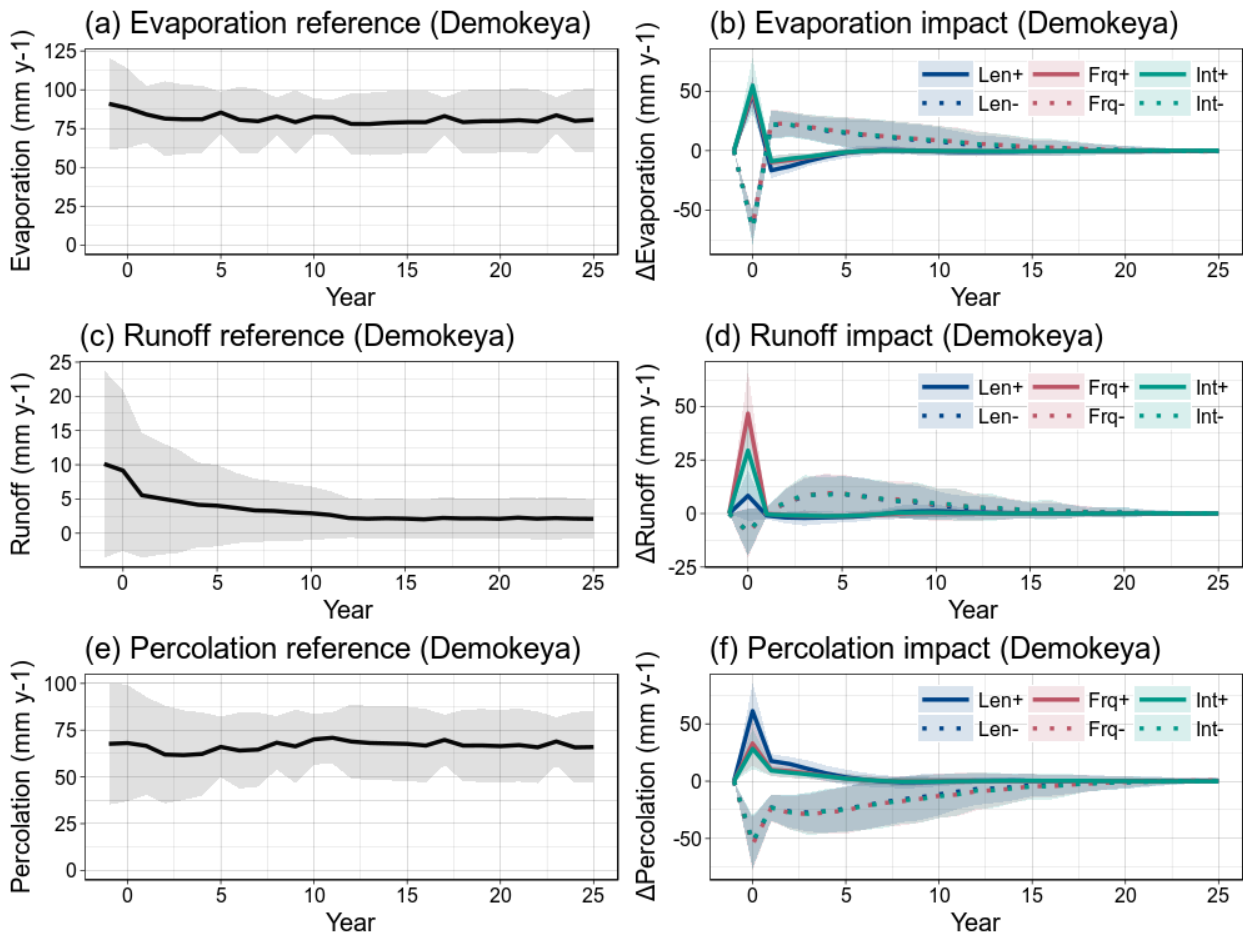 (a) Evaporation reference (Demokeya)
Evaporation (mm y-1)
125
100
75
50
25
0
0 5 10 15 20 25
Year
(b) Evaporation impact (Demokeya)
ΔEvaporation (mm y-1)
Len+ Frq+ Int+
Len- Frq- Int-
50
0
-50
0 5 10 15 20 25
Year
(c) Runoff reference (Demokeya)
Runoff (mm y-1)
25
20
15
10
5
0
0 5 10 15 20 25
Year
(d) Runoff impact (Demokeya)
ΔRunoff (mm y-1)
Len+ Frq+ Int+
Len- Frq- Int-
50
25
0
-25
0 5 10 15 20 25
Year
(e) Percolation reference (Demokeya)
Percolation (mm y-1)
100
75
50
25
0
0 5 10 15 20 25
Year
(f) Percolation impact (Demokeya)
ΔPercolation (mm y-1)
Len+ Frq+ Int+
Len- Frq- Int-
50
0
-50
0 5 10 15 20 25
Year